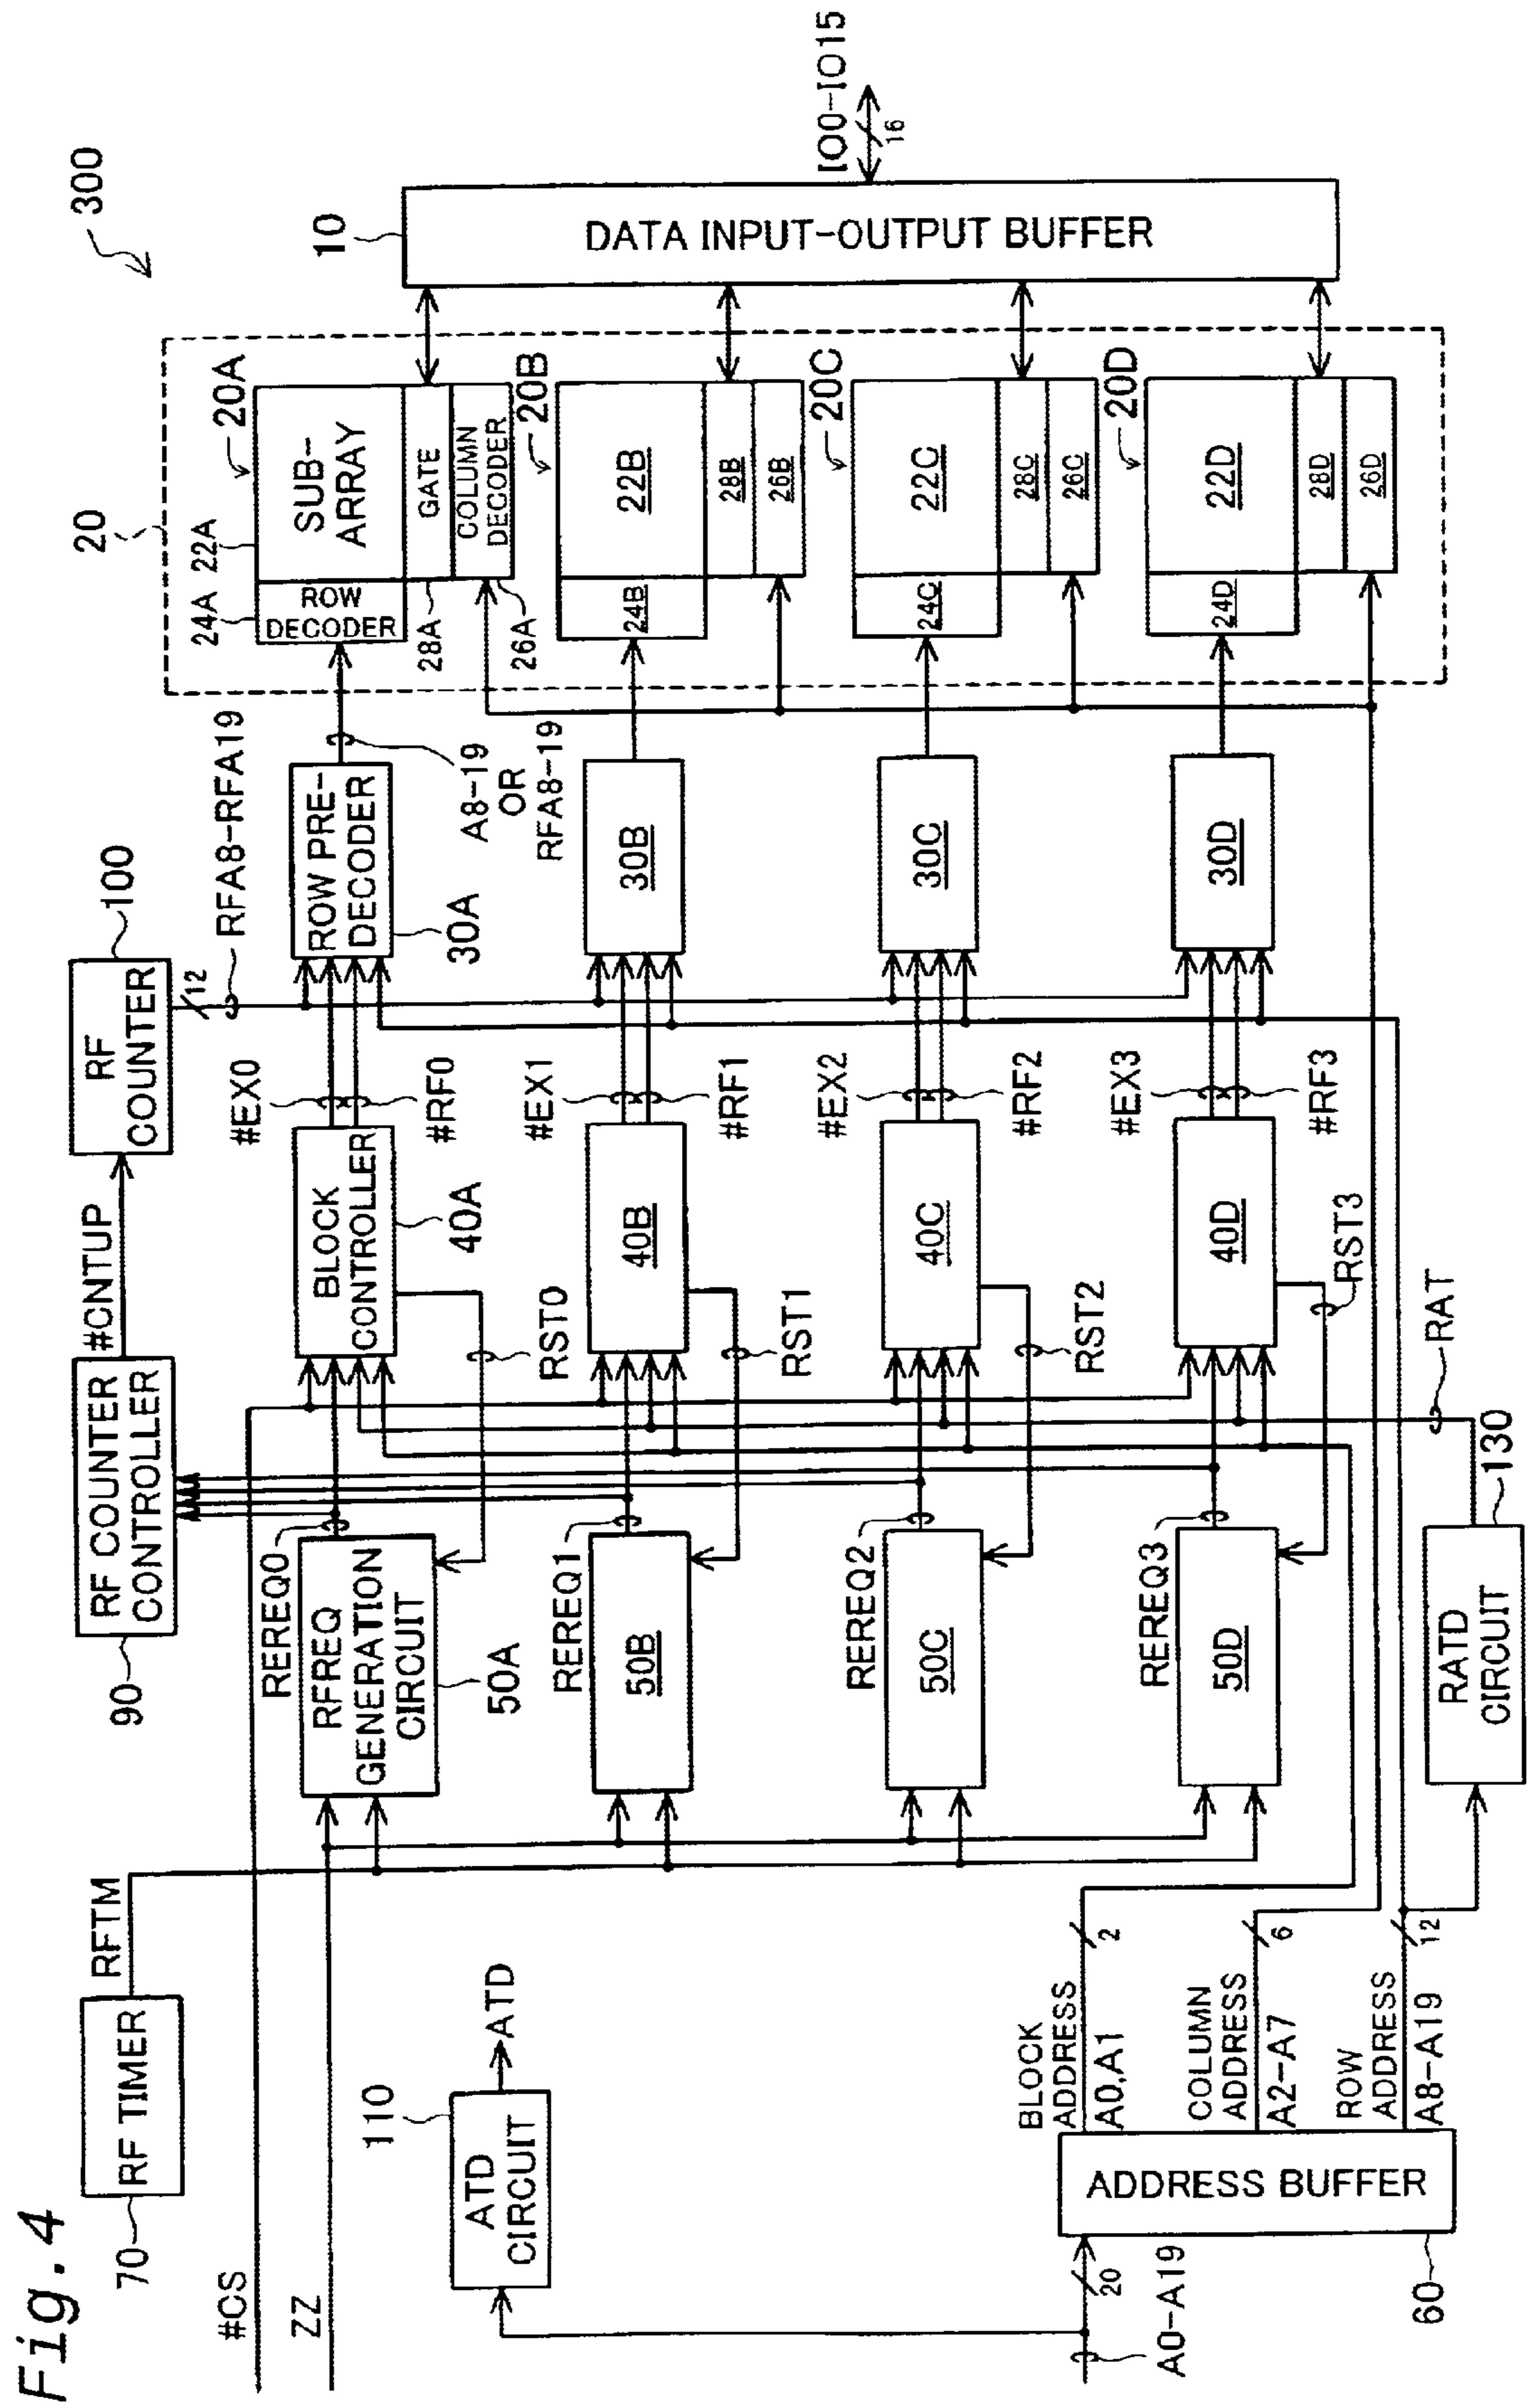 Fig. 4
300
#CS
ZZ
70
RF TIMER
RFTM
90
RF COUNTER
CONTROLLER
#CNTUP
RF
COUNTER
100
12
RFA8-RFA19
20
110
ATD
CIRCUIT
ATD
REREQ0
RFREQ
GENERATION
CIRCUIT
50A
RST0
BLOCK
CONTROLLER
40A
#EX0
#RF0
ROW PRE-
DECODER
30A
A8-19
OR
RFA8-19
24A
ROW
DECODER
22A
SUB-
ARRAY
20A
28A
GATE
26A
COLUMN
DECODER
10
DATA INPUT-OUTPUT BUFFER
IO0-IO15
16
REREQ1
50B
RST1
40B
#EX1
#RF1
30B
24B
22B
20B
28B
26B
REREQ2
50C
RST2
40C
#EX2
#RF2
30C
24C
22C
20C
28C
26C
REREQ3
50D
RST3
40D
#EX3
#RF3
30D
24D
22D
20D
28D
26D
A0-A19
20
60
ADDRESS BUFFER
BLOCK
ADDRESS
A0,A1
2
COLUMN
ADDRESS
A2-A7
6
ROW
ADDRESS
A8-A19
12
RATD
CIRCUIT
130
RAT